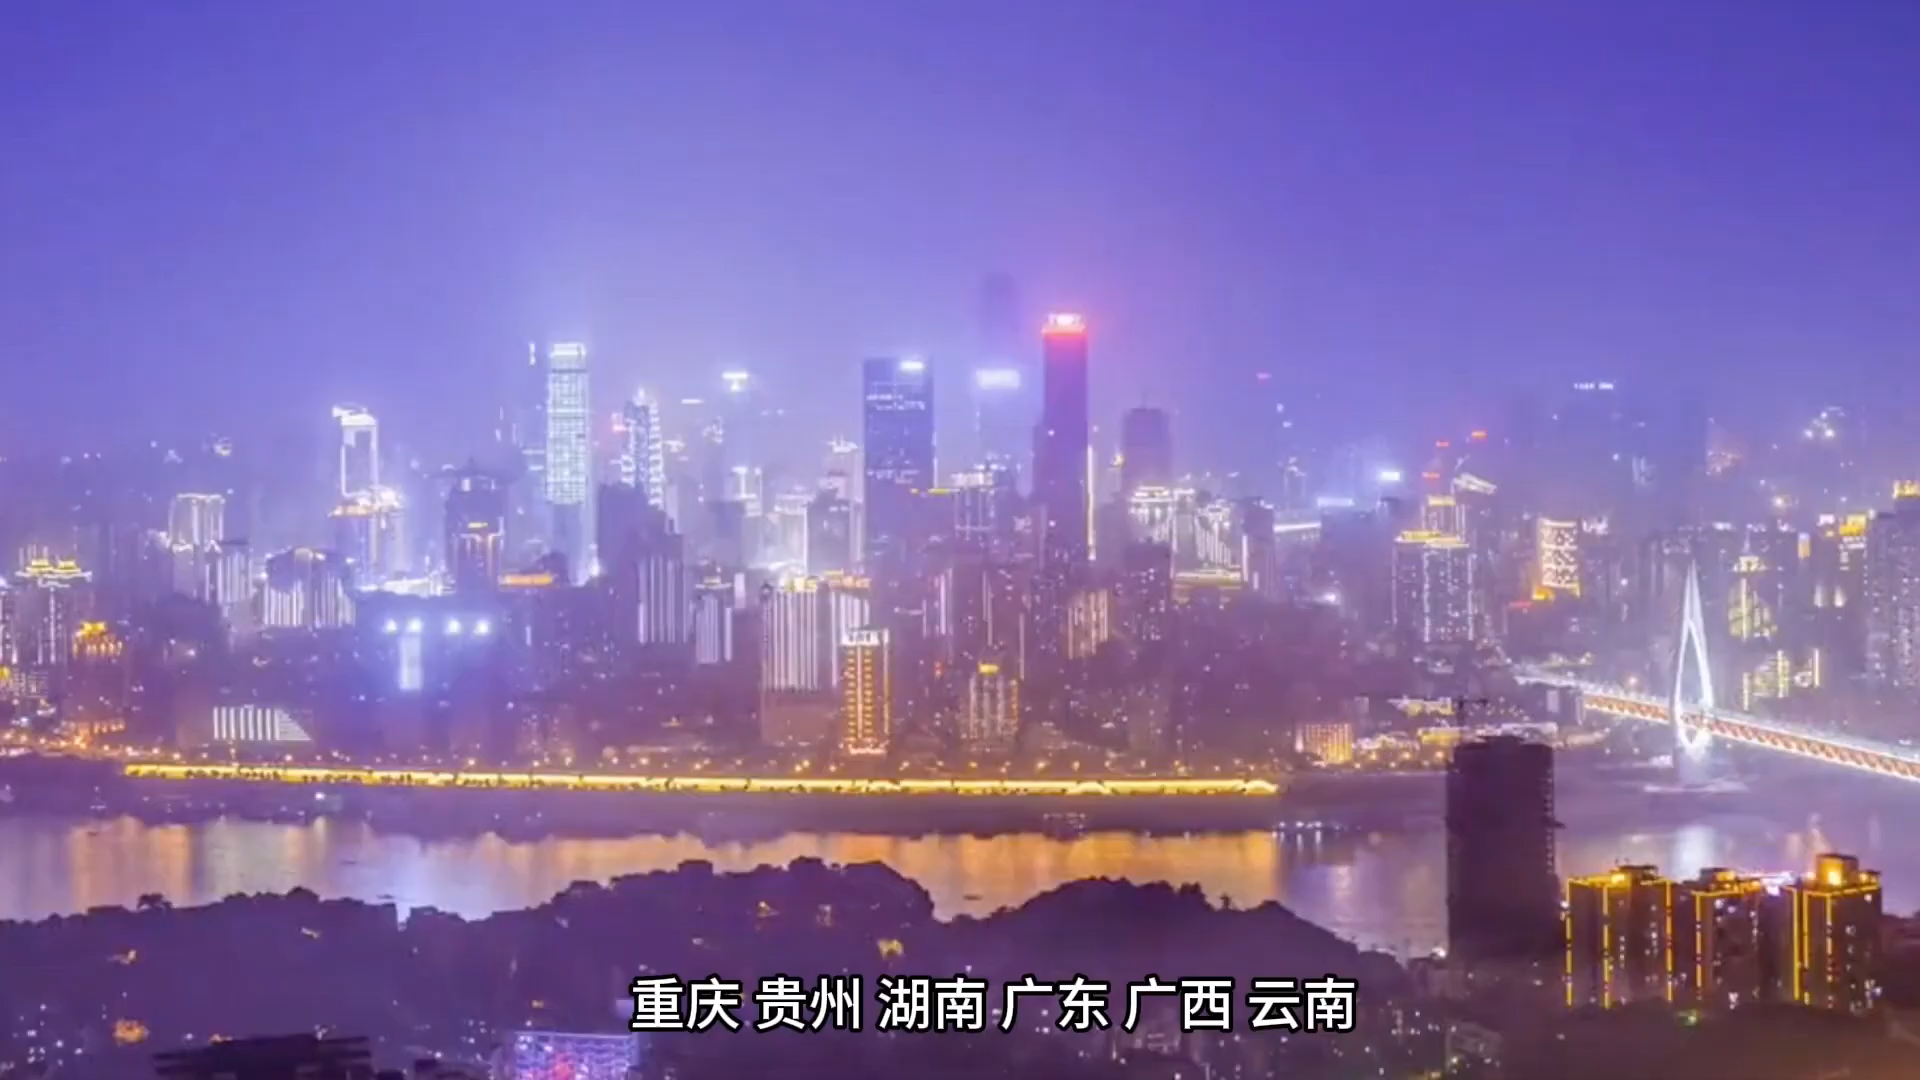 重庆 贵州 湖南 广东 广西 云南